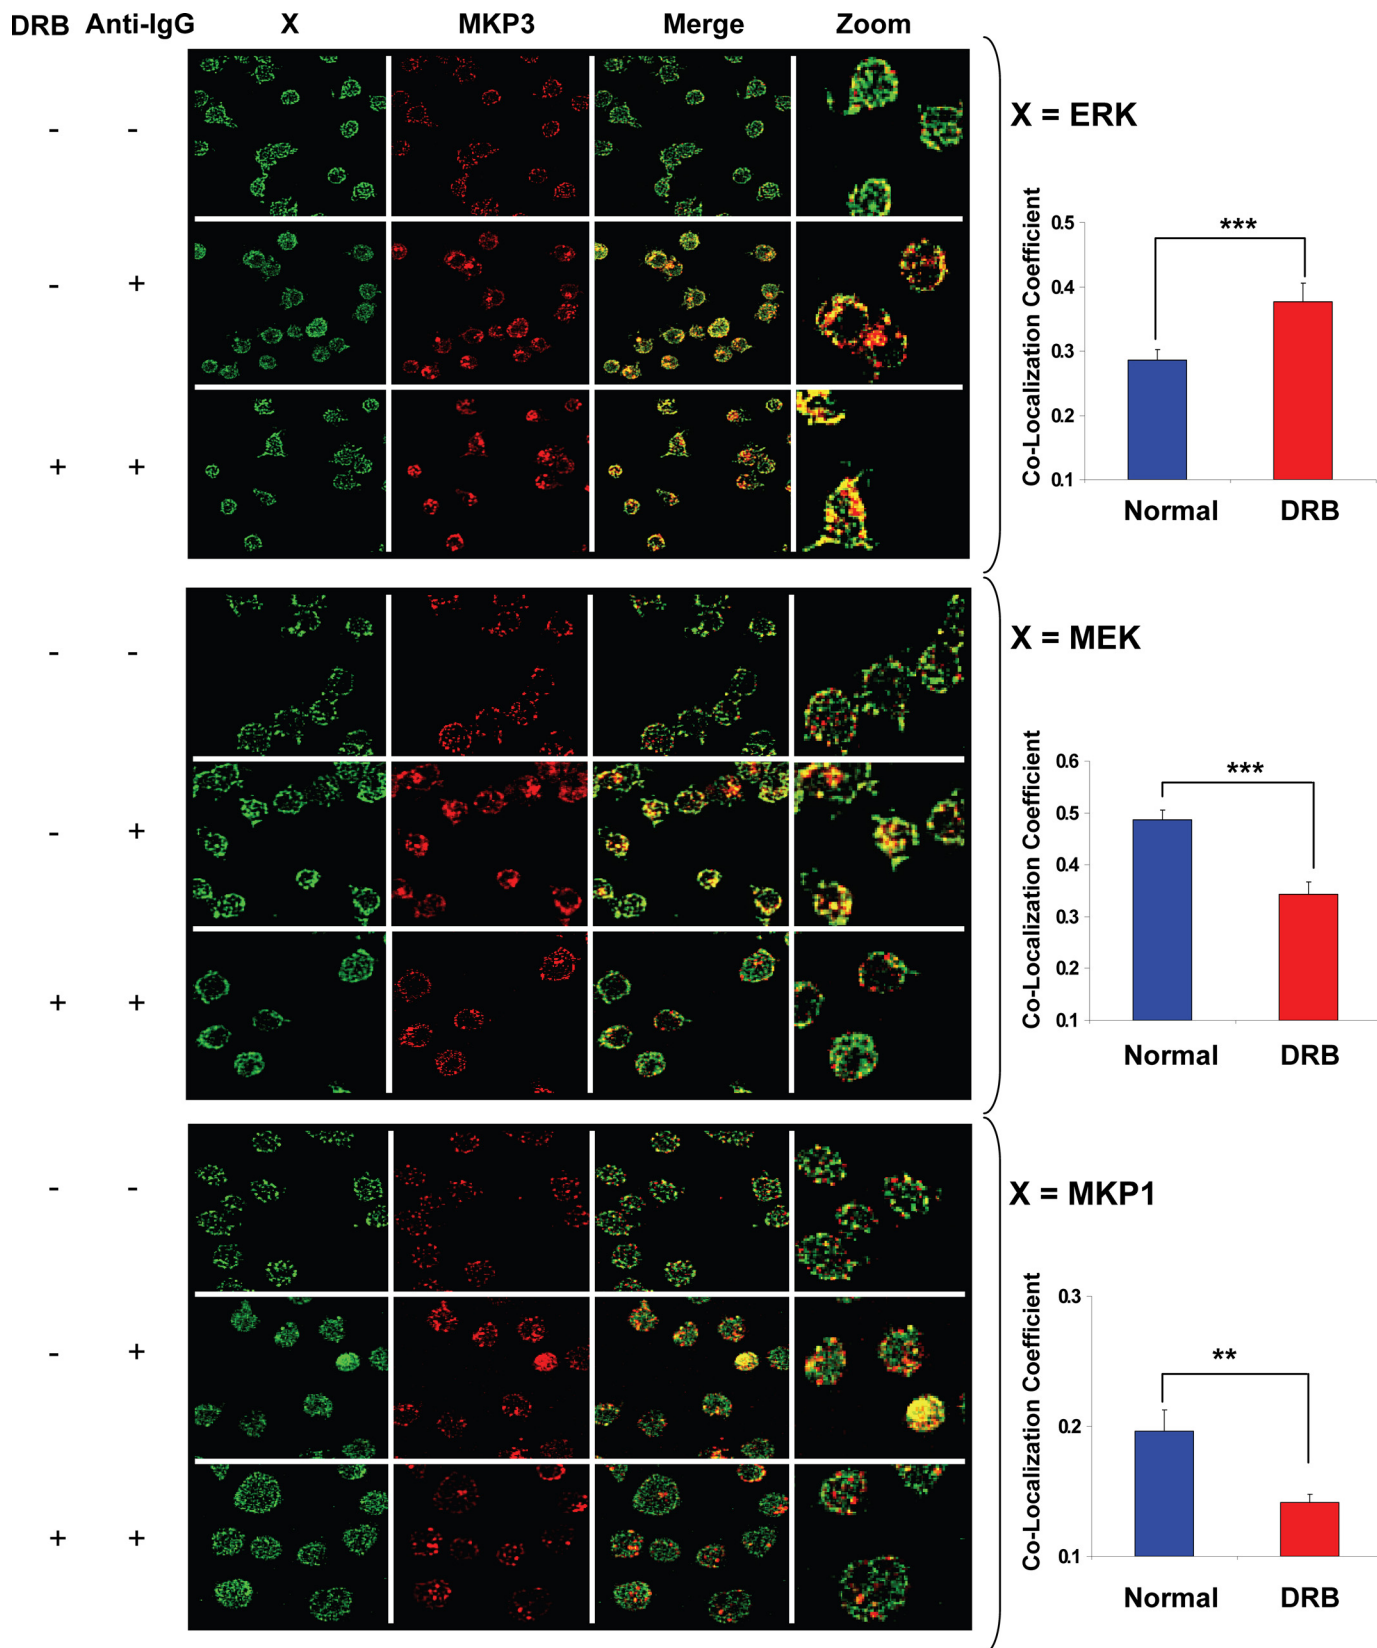 DRB Anti-IgG X MKP3 Merge Zoom
- -
- +
+ +
X = ERK
Co-Localization Coefficient
0.5
0.4
0.3
0.2
0.1
***
Normal DRB
- -
- +
+ +
X = MEK
Co-Localization Coefficient
0.6
0.5
0.4
0.3
0.2
0.1
***
Normal DRB
- -
- +
+ +
X = MKP1
Co-Localization Coefficient
0.3
0.2
0.1
**
Normal DRB